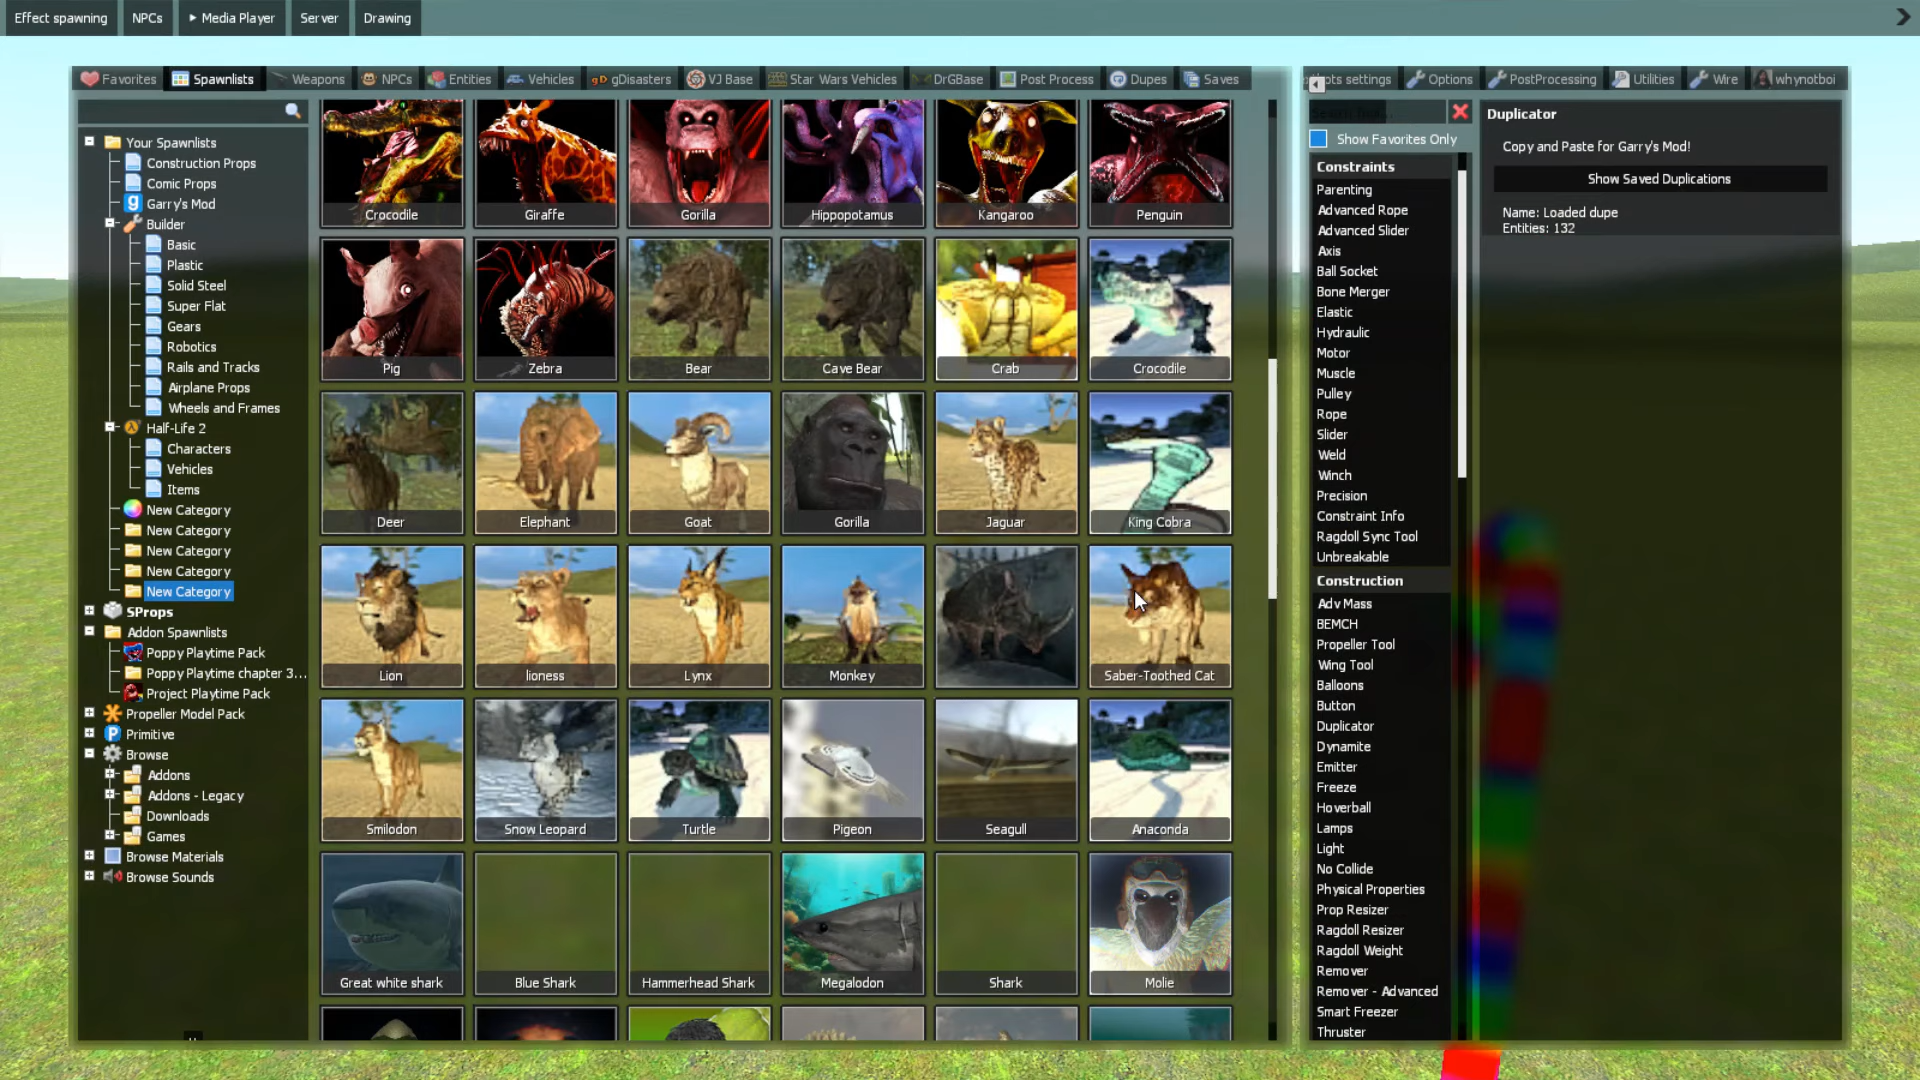 Effect spawning NPCs Media Player Server Drawing
Favorites Spawnlists Weapons NPCs Entities Vehicles gDisasters VJ Base Star Wars Vehicles DrGBase Post Process Dupes Saves
settings Options PostProcessing Utilities Wire whynotboi
Your Spawnlists
Construction Props
Comic Props
Garry's Mod
Builder
Basic
Plastic
Solid Steel
Super Flat
Gears
Robotics
Rails and Tracks
Airplane Props
Wheels and Frames
Half-Life 2
Characters
Vehicles
Items
New Category
New Category
New Category
New Category
New Category
SProps
Addon Spawnlists
Poppy Playtime Pack
Poppy Playtime chapter 3...
Project Playtime Pack
Propeller Model Pack
Primitive
Browse
Addons
Addons - Legacy
Downloads
Games
Browse Materials
Browse Sounds
Crocodile Giraffe Gorilla Hippopotamus Kangaroo Penguin
Pig Zebra Bear Cave Bear Crab Crocodile
Deer Elephant Goat Gorilla Jaguar King Cobra
Lion lioness Lynx Monkey Saber-Toothed Cat
Smilodon Snow Leopard Turtle Pigeon Seagull Anaconda
Great white shark Blue Shark Hammerhead Shark Megalodon Shark Molie
Show Favorites Only
Constraints
Parenting
Advanced Rope
Advanced Slider
Axis
Ball Socket
Bone Merger
Elastic
Hydraulic
Motor
Muscle
Pulley
Rope
Slider
Weld
Winch
Precision
Constraint Info
Ragdoll Sync Tool
Unbreakable
Construction
Adv Mass
BEMCH
Propeller Tool
Wing Tool
Balloons
Button
Duplicator
Dynamite
Emitter
Freeze
Hoverball
Lamps
Light
No Collide
Physical Properties
Prop Resizer
Ragdoll Resizer
Ragdoll Weight
Remover
Remover - Advanced
Smart Freezer
Thruster
Duplicator
Copy and Paste for Garry's Mod!
Show Saved Duplications
Name: Loaded dupe
Entities: 132